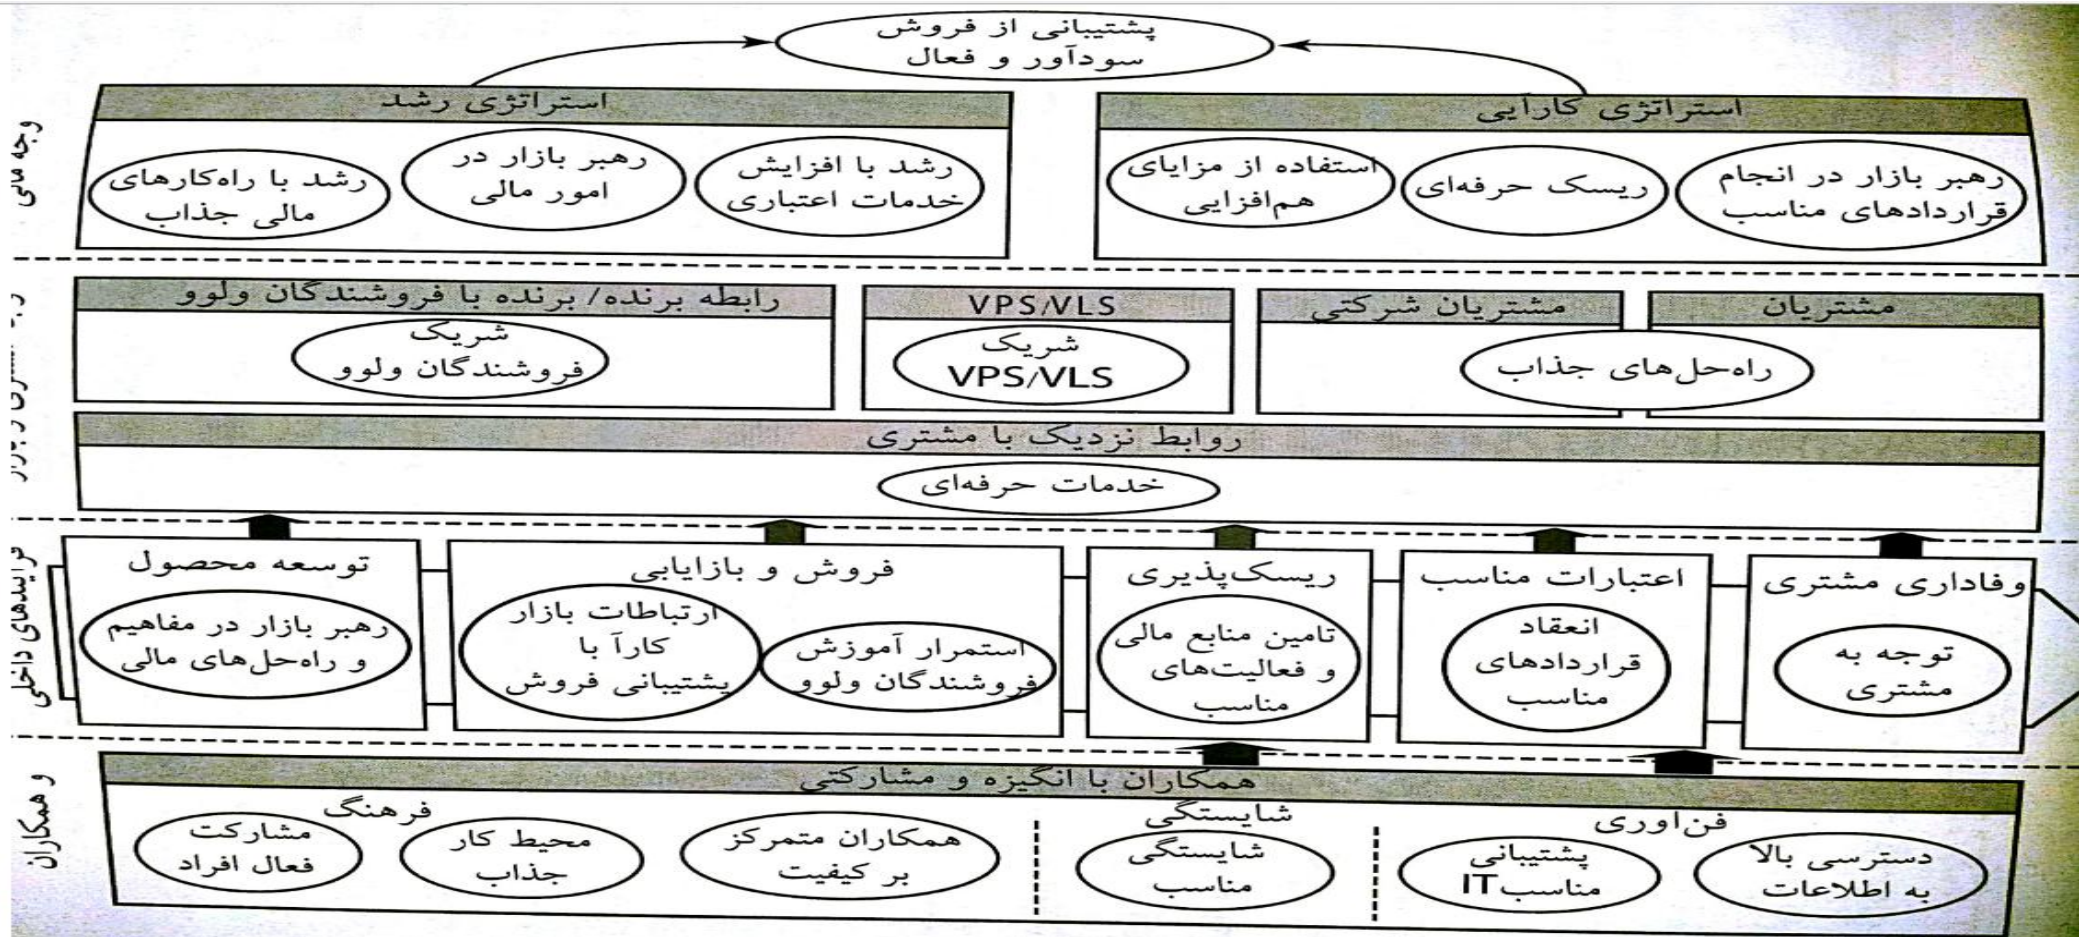 پشتیبانی از فروش
سودآور و فعال
استراتژی کارآیی
رهبر بازار در انجام
قراردادهای مناسب
ریسک حرفه‌ای
استفاده از مزایای
هم‌افزایی
استراتژی رشد
رشد با افزایش
خدمات اعتباری
رهبر بازار در
امور مالی
رشد با راه‌کارهای
مالی جذاب
وجه مالی
مشتریان
مشتریان شرکتی
راه‌حل‌های جذاب
VPS/VLS
شریک
VPS/VLS
رابطه برنده/ برنده با فروشندگان ولوو
شریک
فروشندگان ولوو
روابط نزدیک با مشتری
خدمات حرفه‌ای
وفاداری مشتری
توجه به
مشتری
اعتبارات مناسب
انعقاد
قراردادهای
مناسب
ریسک‌پذیری
تامین منابع مالی
و فعالیت‌های
مناسب
فروش و بازایابی
استمرار آموزش
فروشندگان ولوو
ارتباطات بازار
کارآ با
پشتیبانی فروش
توسعه محصول
رهبر بازار در مفاهیم
و راه‌حل‌های مالی
داخلی
همکاران با انگیزه و مشارکتی
فن‌اوری
دسترسی بالا
به اطلاعات
پشتیبانی
مناسب IT
شایستگی
شایستگی
مناسب
فرهنگ
همکاران متمرکز
بر کیفیت
محیط کار
جذاب
مشارکت
فعال افراد
و همکاران